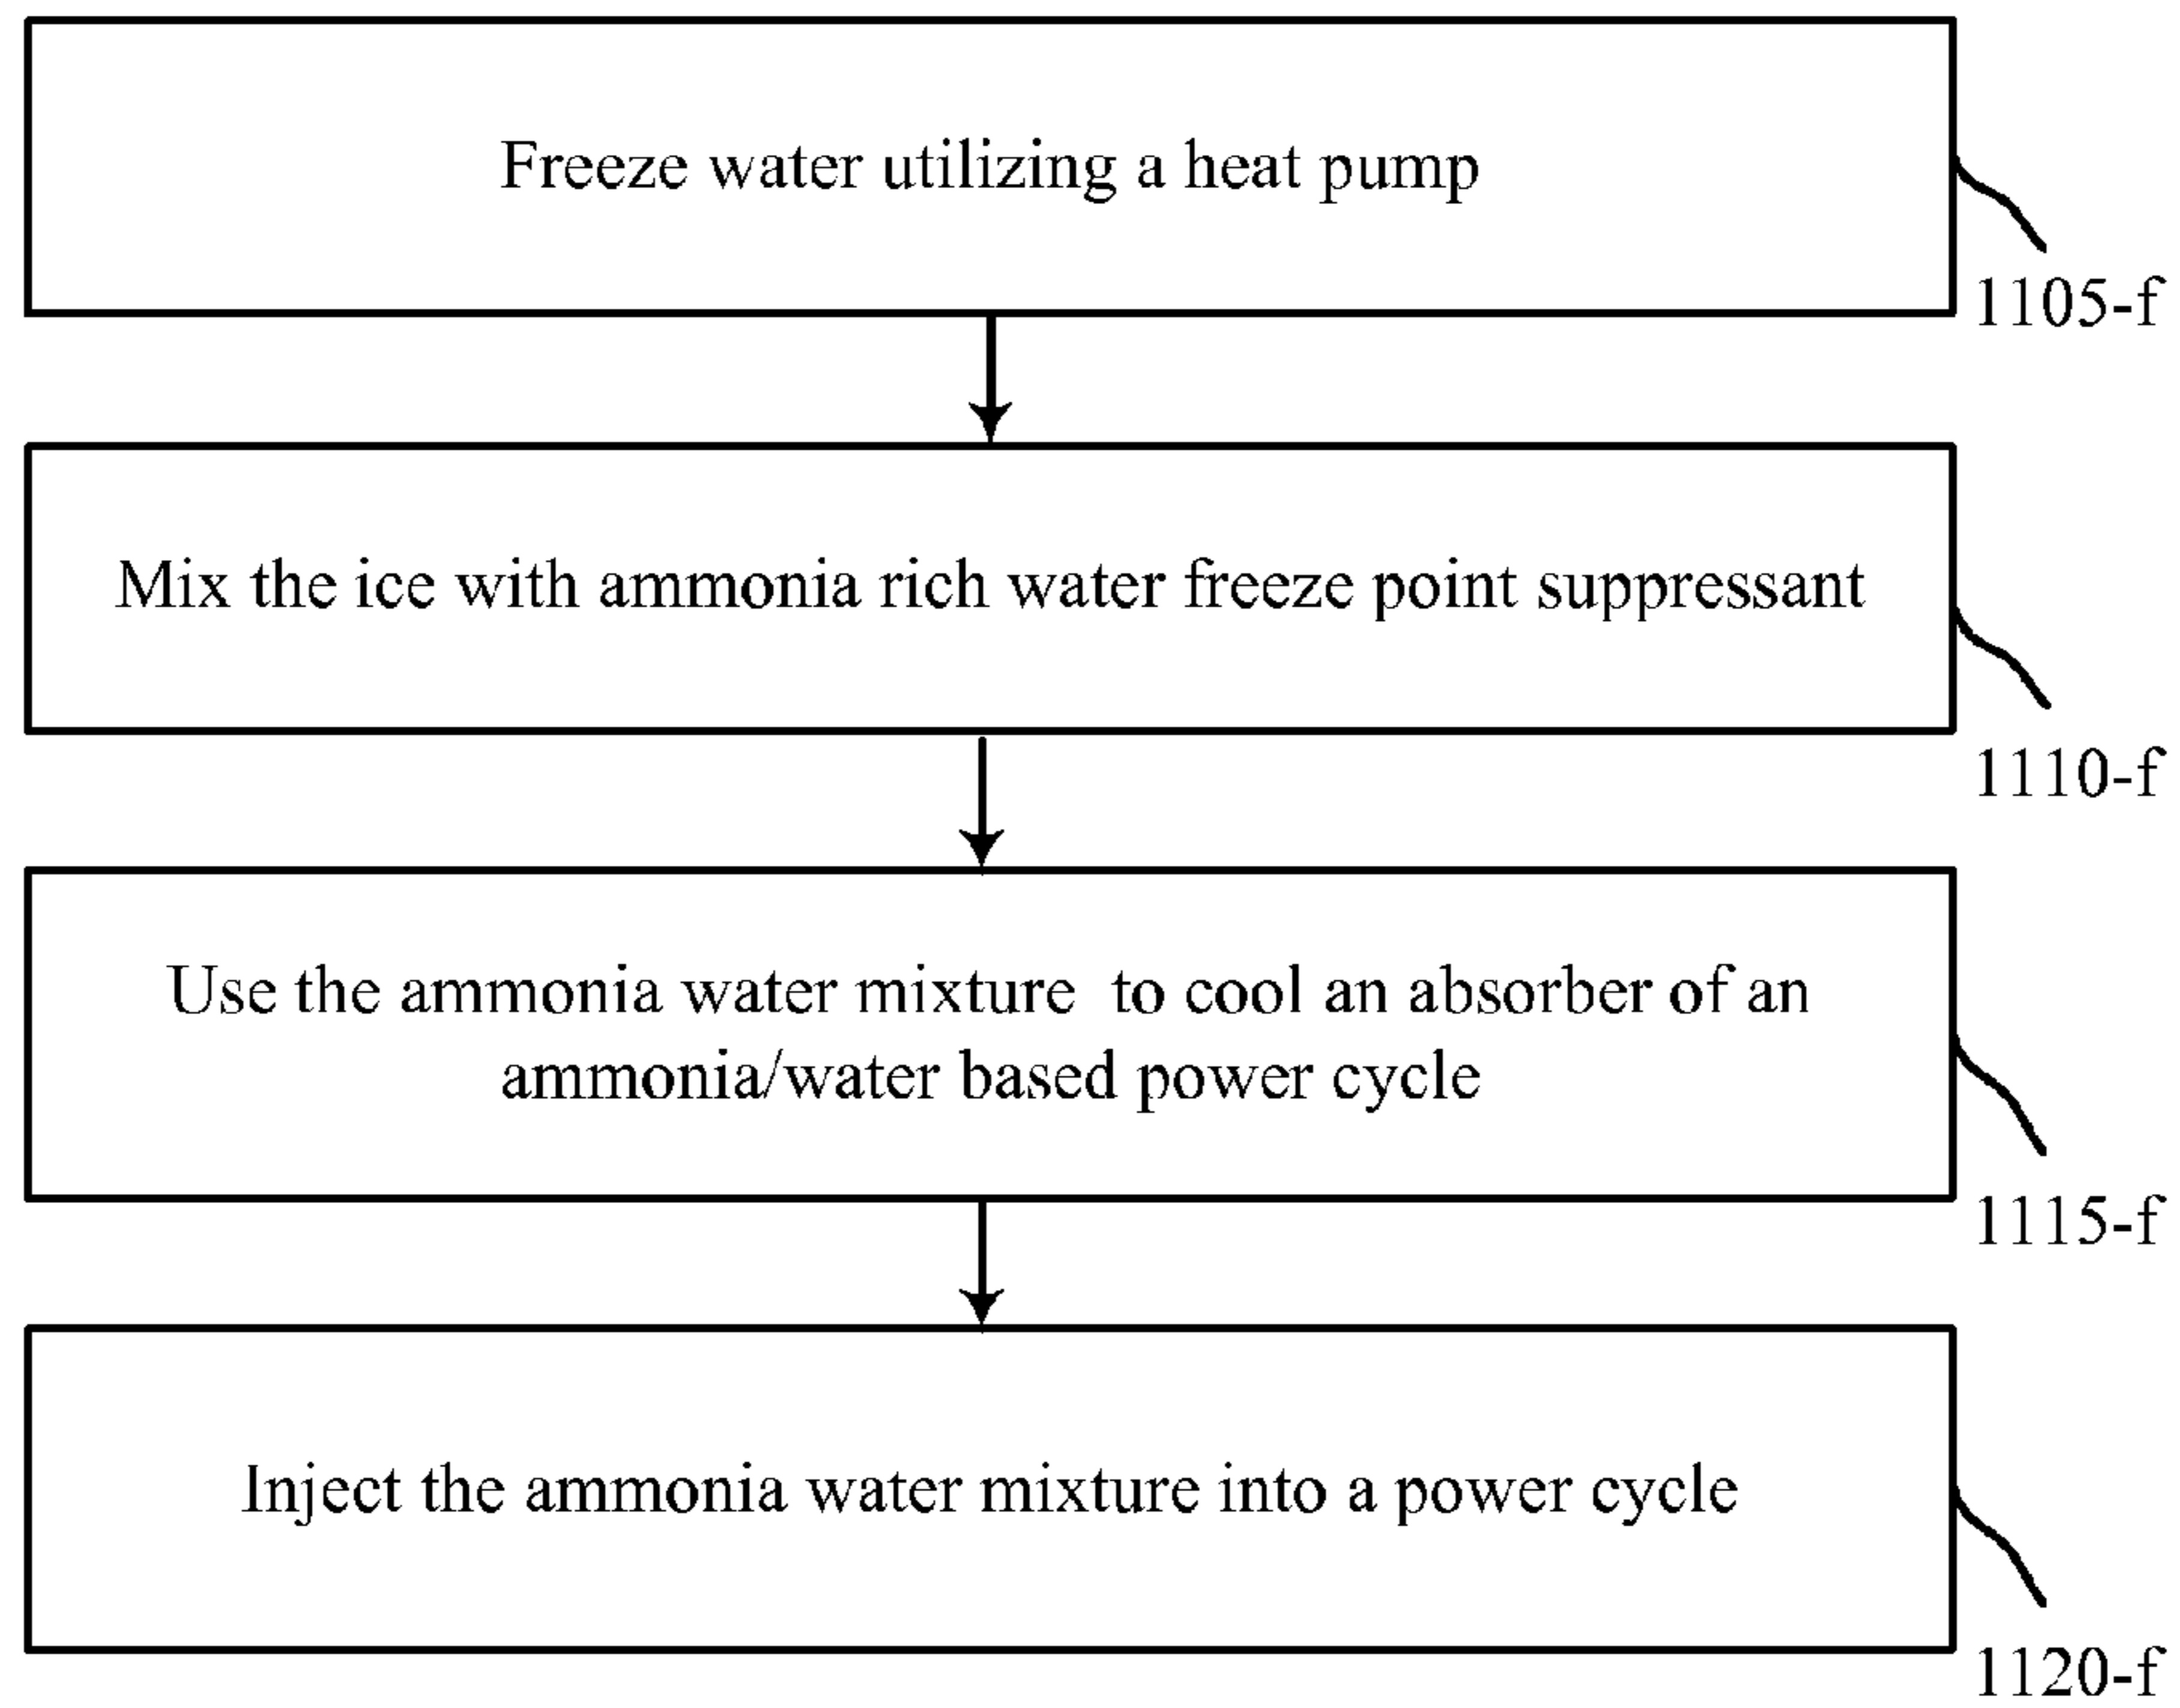 Freeze water utilizing a heat pump
1105-f
Mix the ice with ammonia rich water freeze point suppressant
1110-f
Use the ammonia water mixture to cool an absorber of an
ammonia/water based power cycle
1115-f
Inject the ammonia water mixture into a power cycle
1120-f